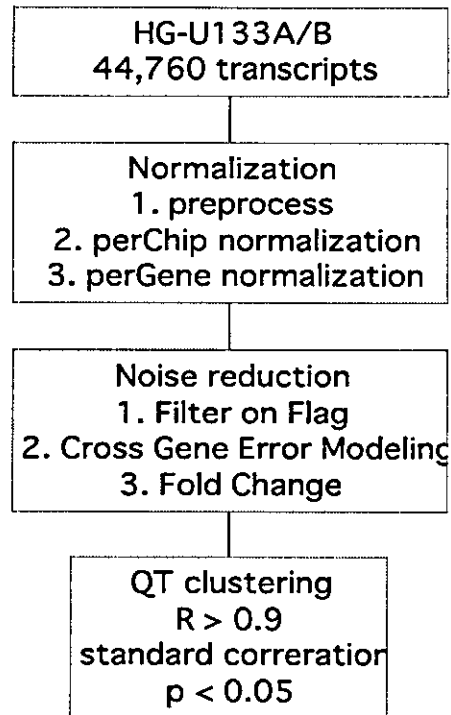 HG-U133A/B
44,760 transcripts
Normalization
1. preprocess
2. perChip normalization
3. perGene normalization
Noise reduction
1. Filter on Flag
2. Cross Gene Error Modeling
3. Fold Change
QT clustering
R > 0.9
standard correration
p < 0.05